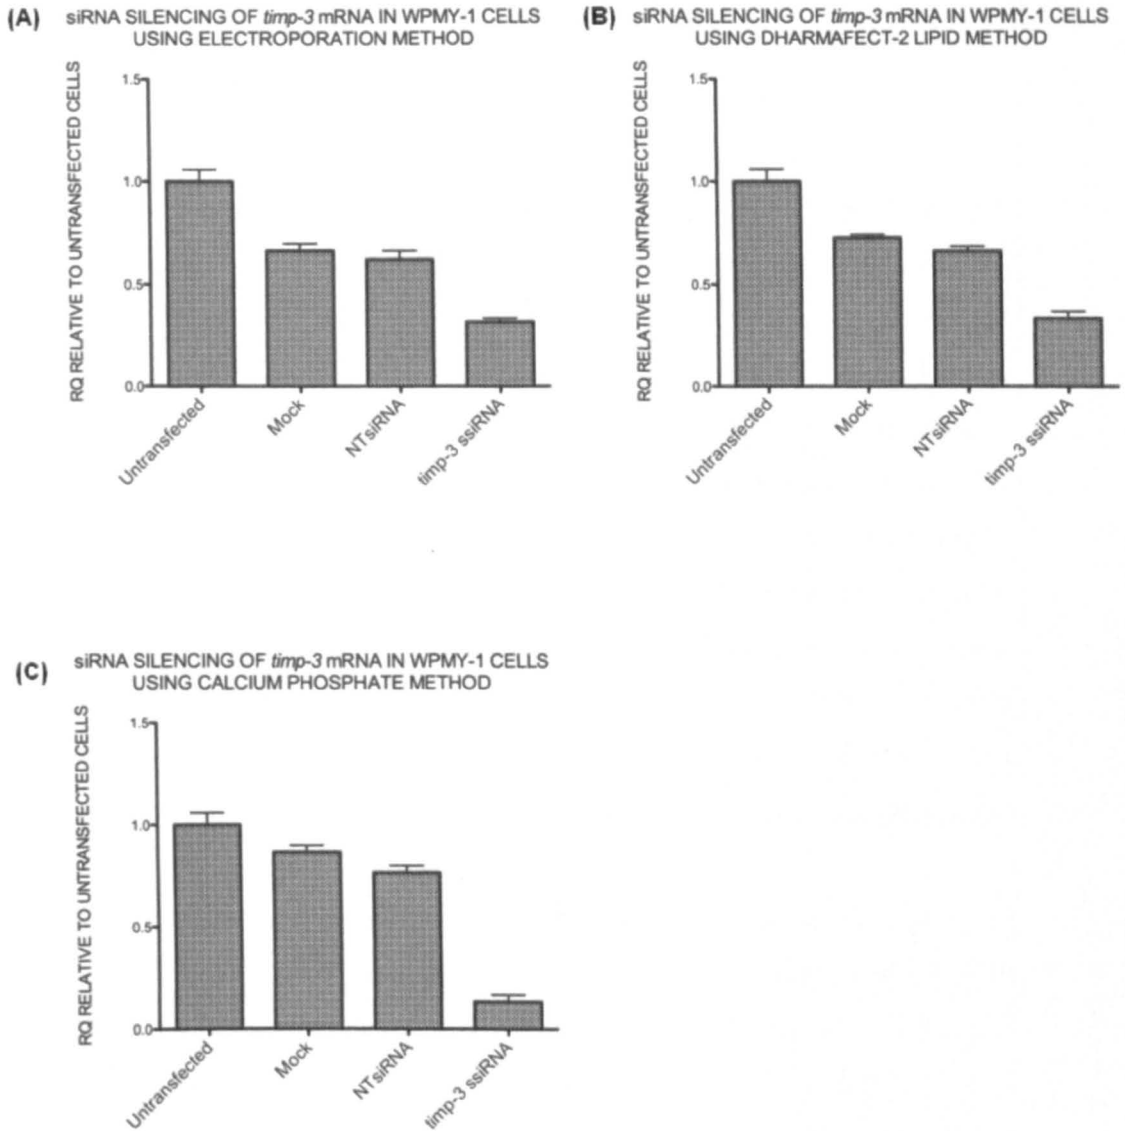 (A)
siRNA SILENCING OF timp-3 mRNA IN WPMY-1 CELLS
USING ELECTROPORATION METHOD
RQ RELATIVE TO UNTRANSFECTED CELLS
1.5
1.0
0.5
0.0
Untransfected
Mock
NTsiRNA
timp-3 ssiRNA
(B)
siRNA SILENCING OF timp-3 mRNA IN WPMY-1 CELLS
USING DHARMAFECT-2 LIPID METHOD
RQ RELATIVE TO UNTRANSFECTED CELLS
1.5
1.0
0.5
0.0
Untransfected
Mock
NTsiRNA
timp-3 ssiRNA
(C)
siRNA SILENCING OF timp-3 mRNA IN WPMY-1 CELLS
USING CALCIUM PHOSPHATE METHOD
RQ RELATIVE TO UNTRANSFECTED CELLS
1.5
1.0
0.5
0.0
Untransfected
Mock
NTsiRNA
timp-3 ssiRNA